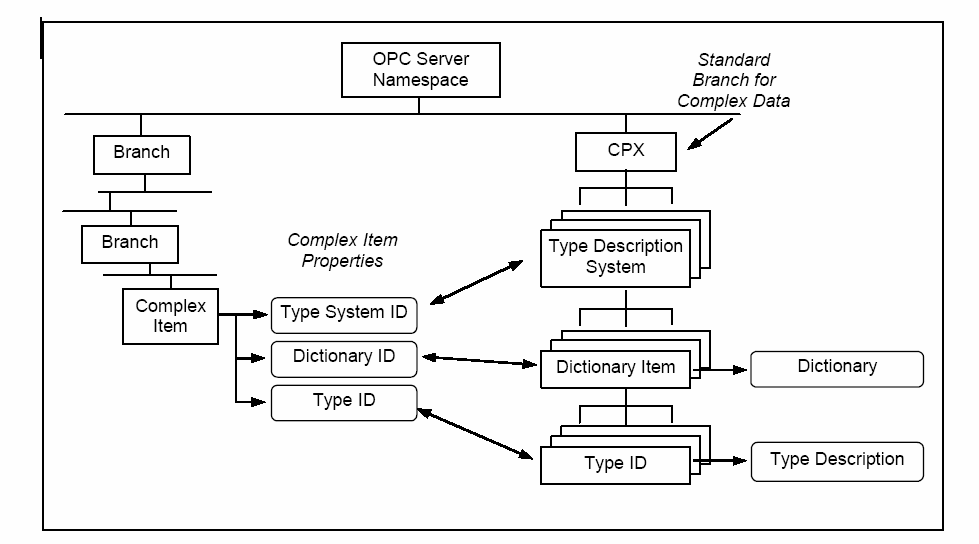 OPC Server
Namespace
Standard
Branch for
Complex Data
Branch
CPX
Branch
Complex Item
Properties
Type Description
System
Complex
Item
Type System ID
Dictionary ID
Dictionary Item
Dictionary
Type ID
Type ID
Type Description